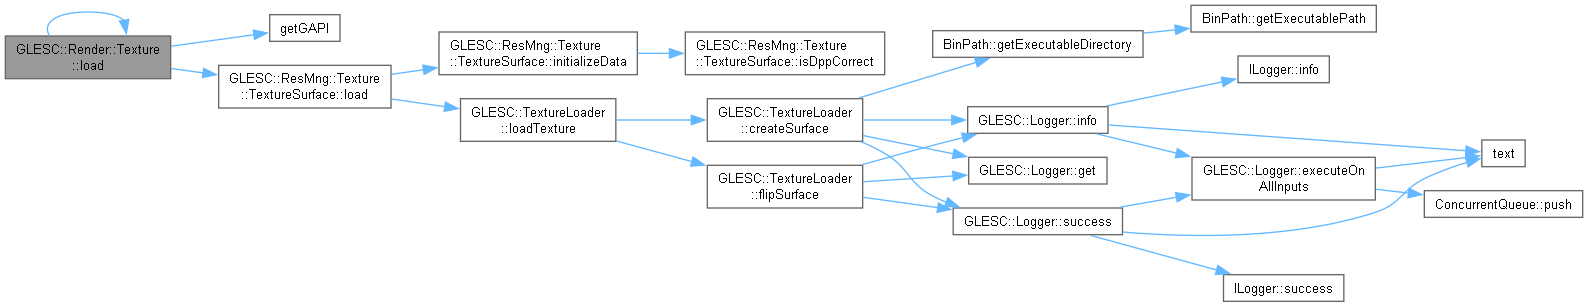 GLESC::Render::Texture
::load
getGAPI
GLESC::ResMng::Texture
::TextureSurface::load
GLESC::ResMng::Texture
::TextureSurface::initializeData
GLESC::TextureLoader
::loadTexture
GLESC::ResMng::Texture
::TextureSurface::isDppCorrect
GLESC::TextureLoader
::createSurface
GLESC::TextureLoader
::flipSurface
BinPath::getExecutableDirectory
GLESC::Logger::info
GLESC::Logger::get
GLESC::Logger::success
BinPath::getExecutablePath
ILogger::info
GLESC::Logger::executeOn
AllInputs
ILogger::success
text
ConcurrentQueue::push